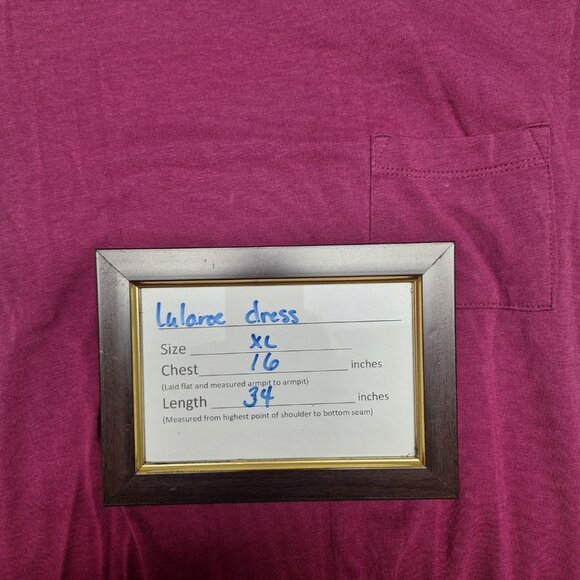 Lularoe dress
Size XL
Chest 16 inches
(Laid flat and measured armpit to armpit)
Length 34 inches
(Measured from highest point of shoulder to bottom seam)